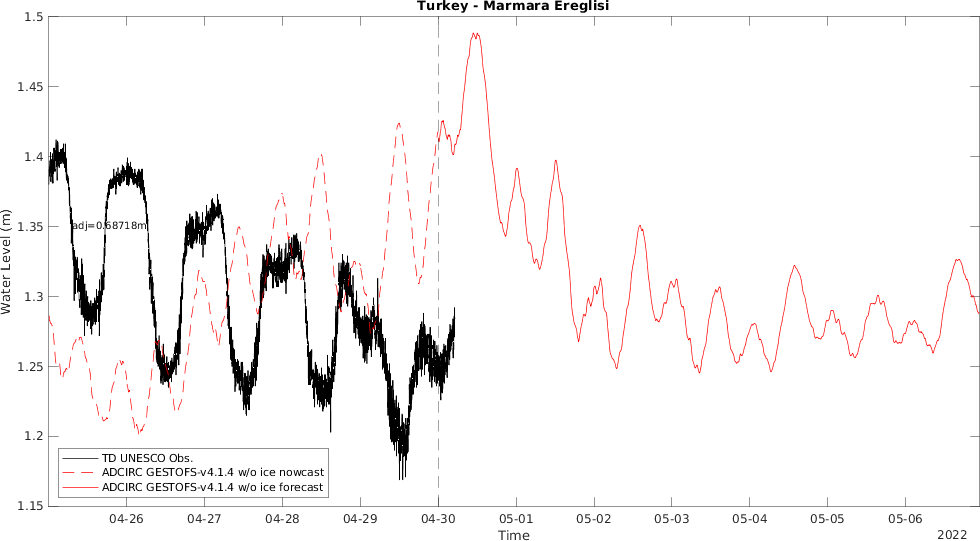 Turkey - Marmara Ereglisi
1.5
1.45
1.4
1.35
1.3
1.25
1.2
1.15
Water Level (m)
adj=0.68718m
TD UNESCO Obs.
ADCIRC GESTOFS-v4.1.4 w/o ice nowcast
ADCIRC GESTOFS-v4.1.4 w/o ice forecast
04-26 04-27 04-28 04-29 04-30 05-01 05-02 05-03 05-04 05-05 05-06
Time
2022